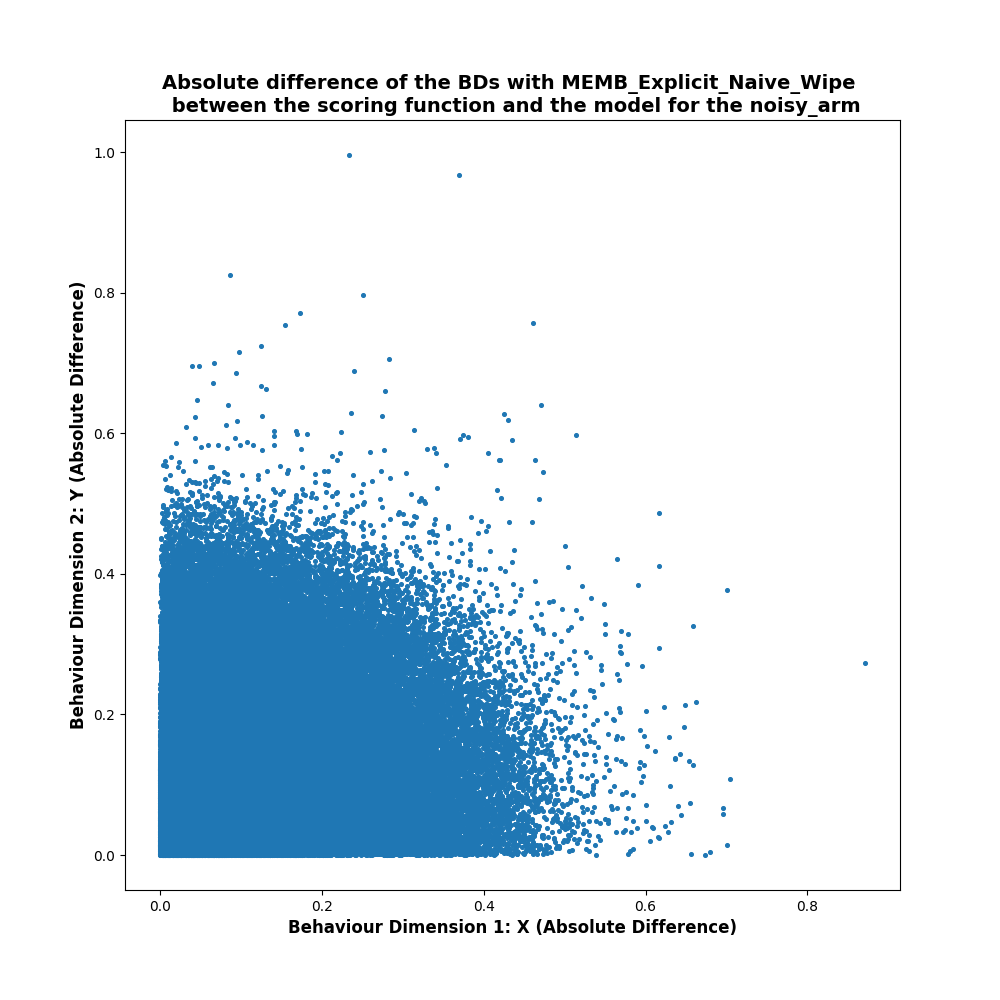 Absolute difference of the BDs with MEMB_Explicit_Naive_Wipe
between the scoring function and the model for the noisy_arm
1.0
0.8
0.6
0.4
0.2
0.0
Behaviour Dimension 2: Y (Absolute Difference)
0.0 0.2 0.4 0.6 0.8
Behaviour Dimension 1: X (Absolute Difference)